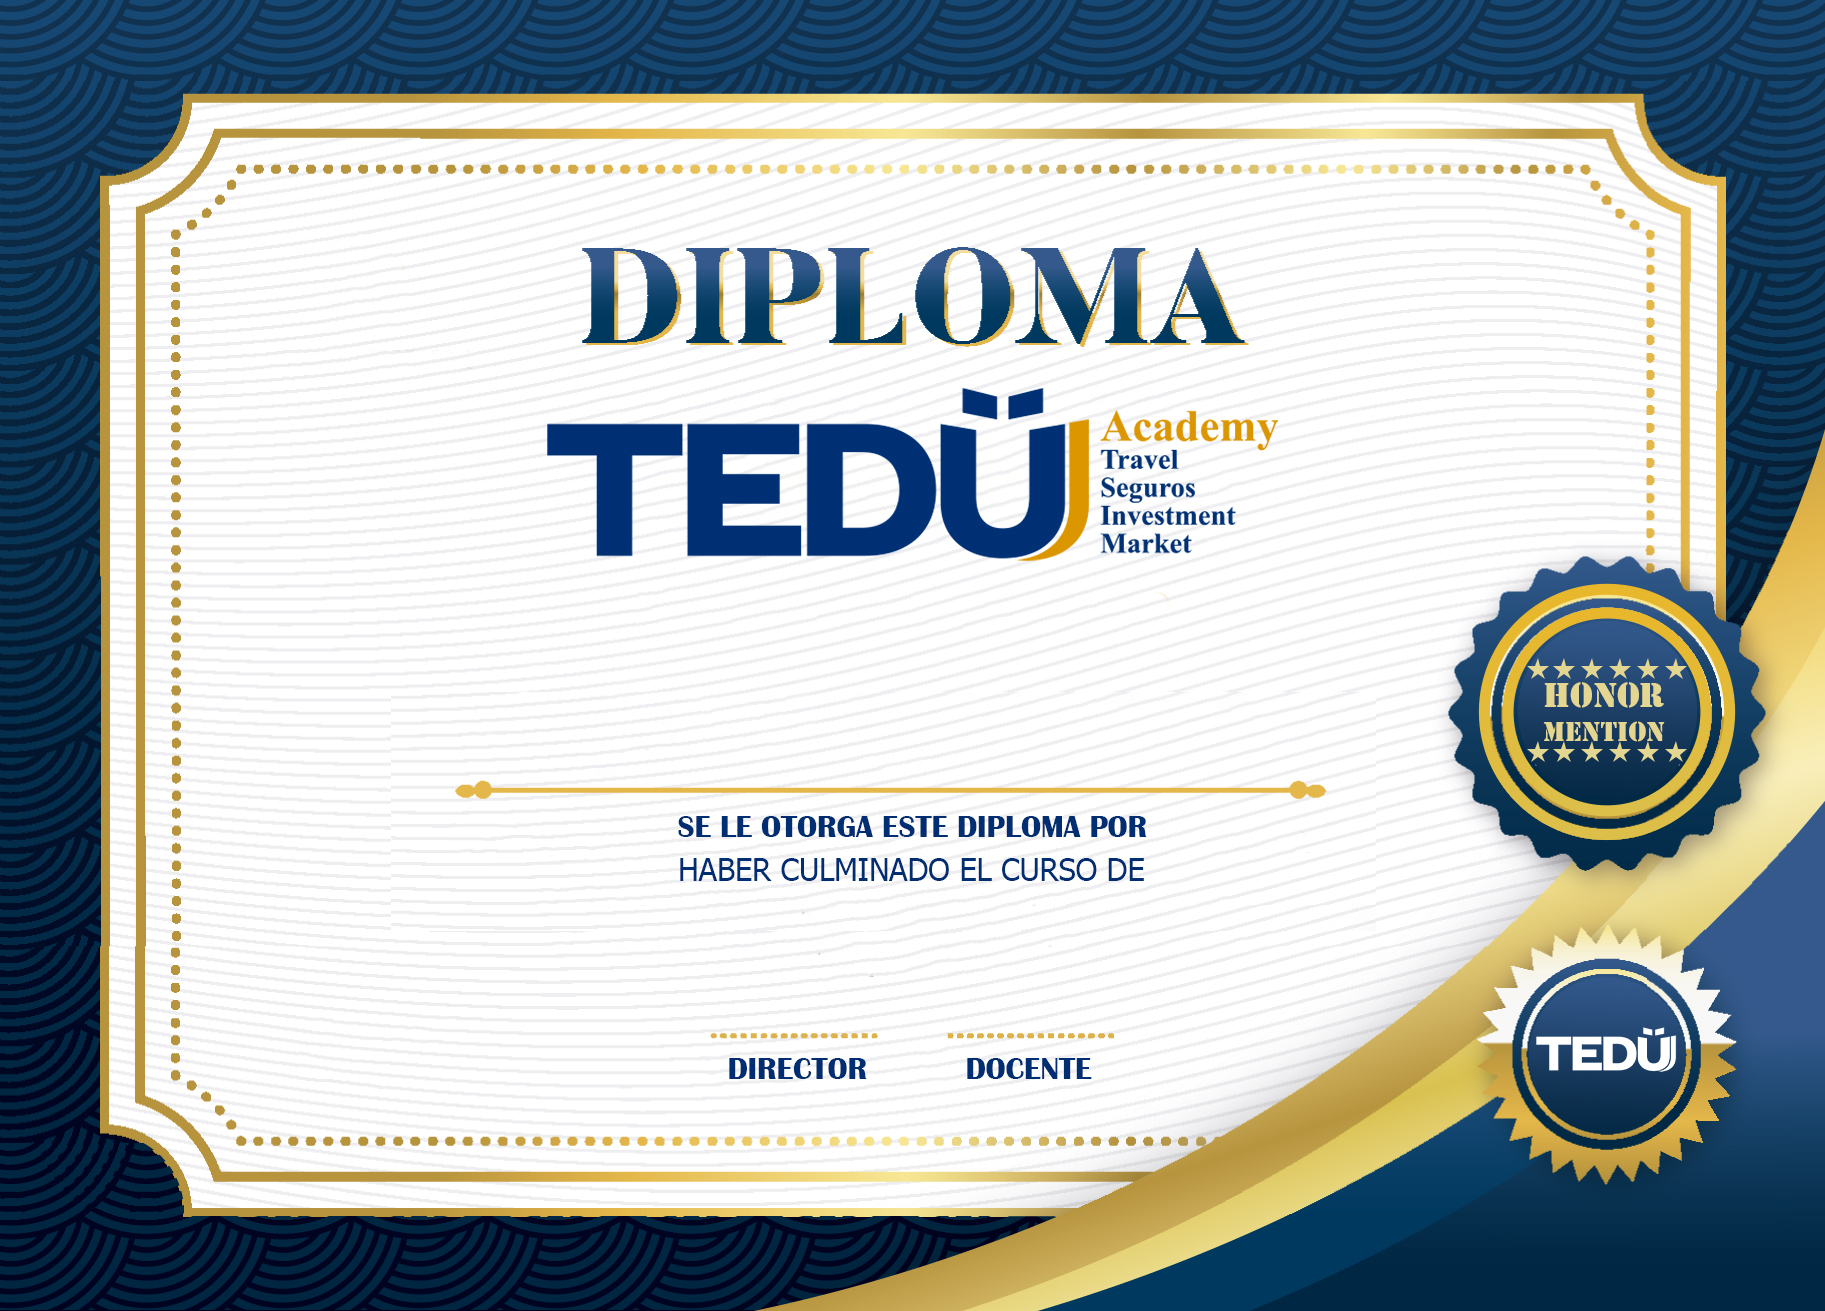 DIPLOMA
TEDÜ
Academy
Travel
Seguros
Investment
Market
HONOR
MENTION
SE LE OTORGA ESTE DIPLOMA POR
HABER CULMINADO EL CURSO DE
DIRECTOR DOCENTE
TEDÜ